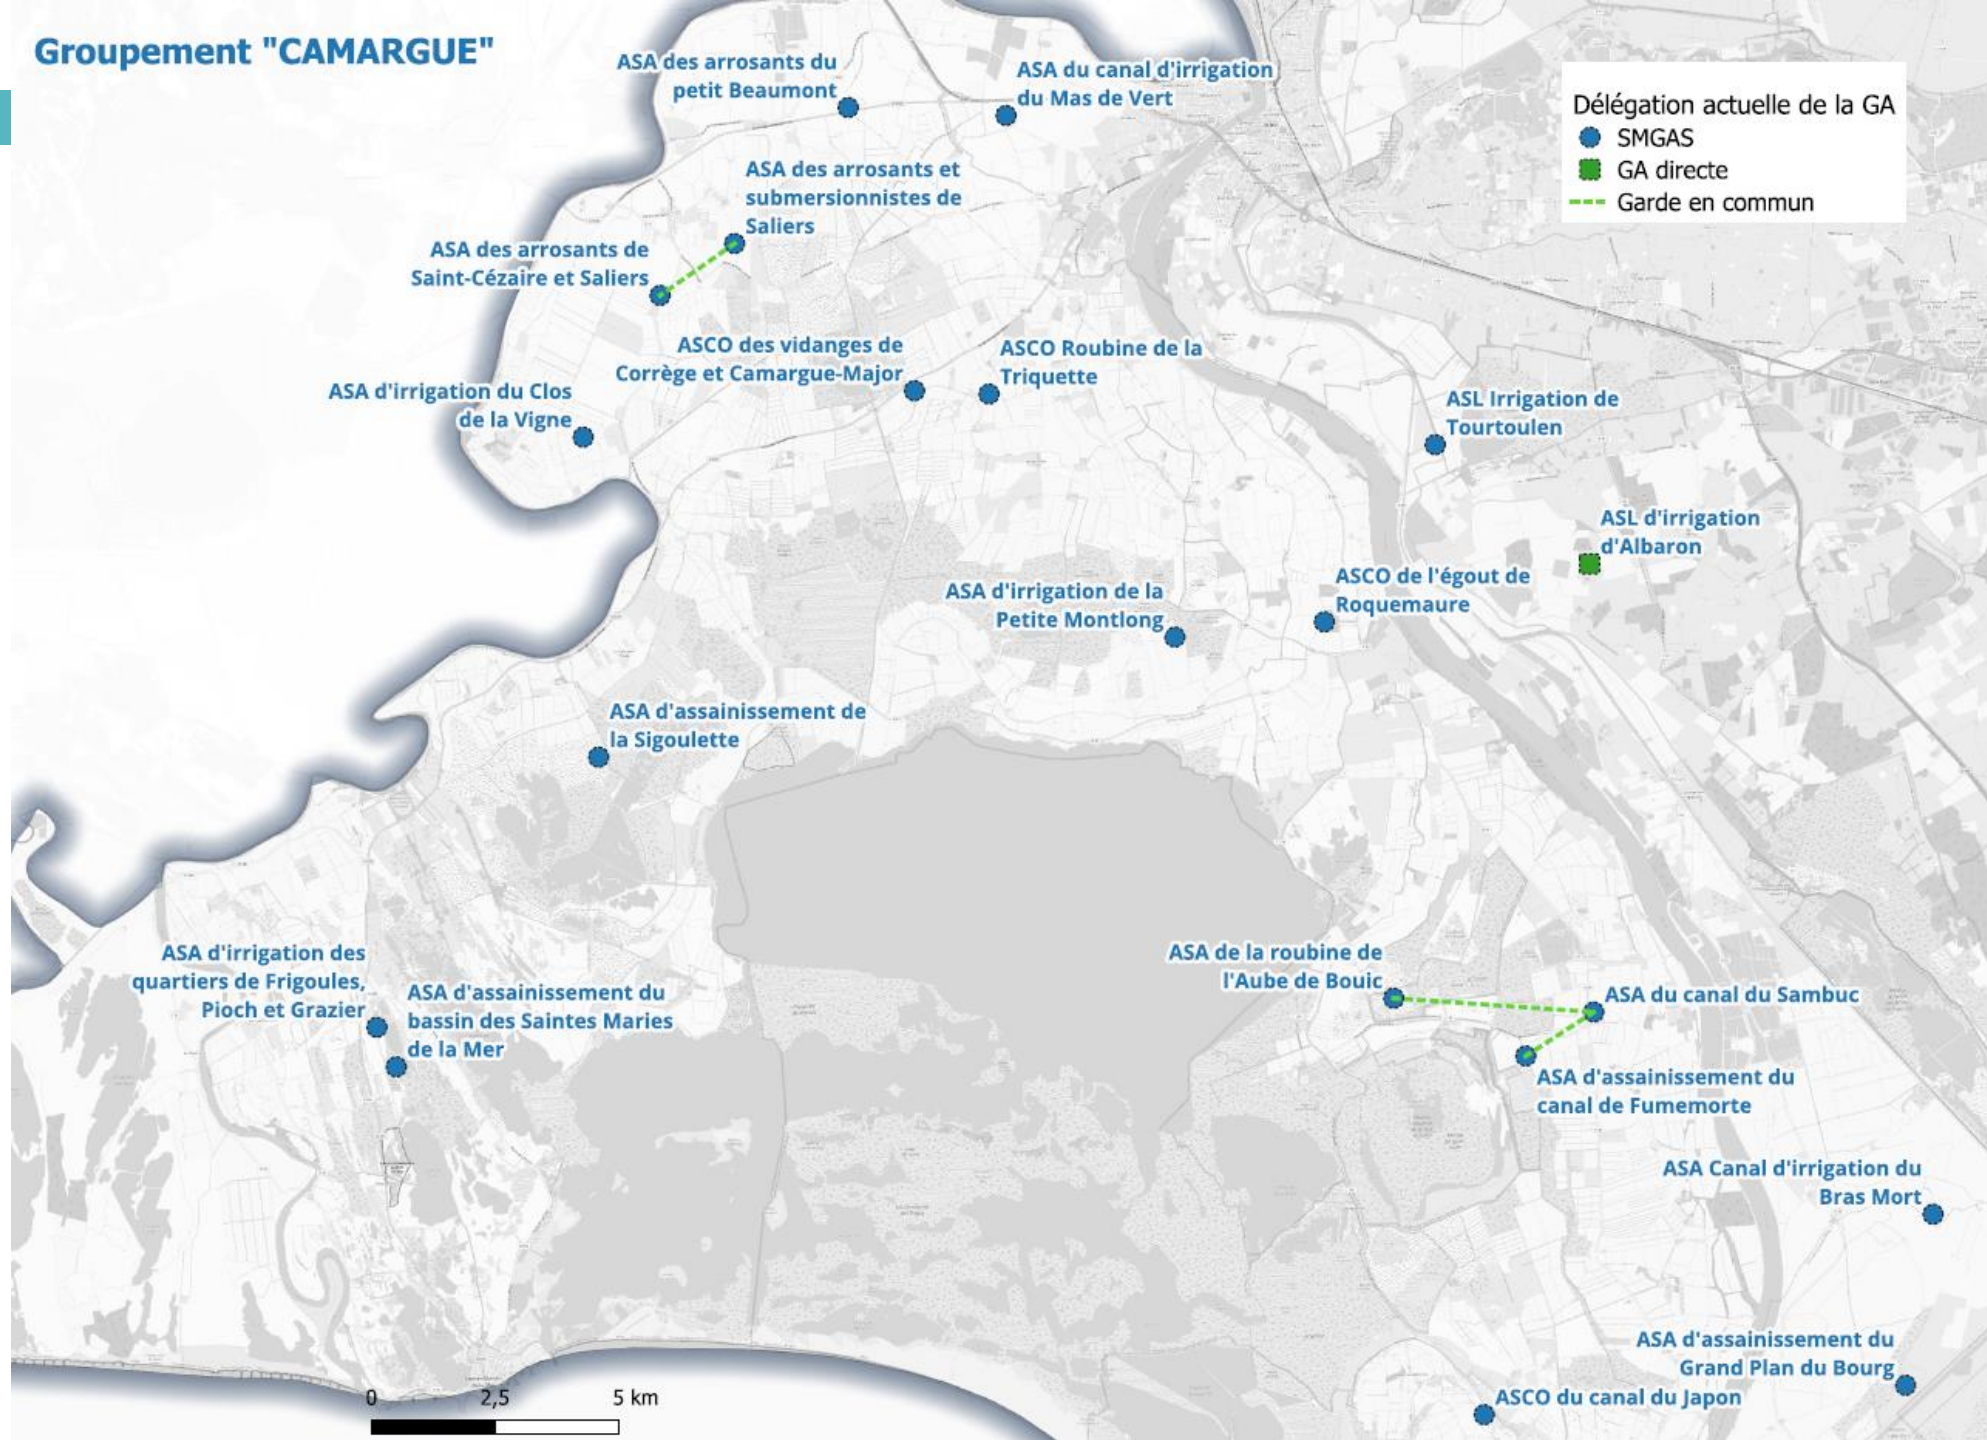 Groupement "CAMARGUE"
ASA des arrosants du
petit Beaumont
ASA du canal d'irrigation
du Mas de Vert
Délégation actuelle de la GA
SMGAS
GA directe
Garde en commun
ASA des arrosants et
submersionnistes de
Saliers
ASA des arrosants de
Saint-Cézaire et Saliers
ASCO des vidanges de
Corrège et Camargue-Major
ASCO Roubine de la
Triquette
ASA d'irrigation du Clos
de la Vigne
ASL Irrigation de
Tourtoulen
ASL d'irrigation
d'Albaron
ASA d'irrigation de la
Petite Montlong
ASCO de l'égout de
Roquemaure
ASA d'assainissement de
la Sigoulette
ASA d'irrigation des
quartiers de Frigoules,
Pioch et Grazier
ASA d'assainissement du
bassin des Saintes Maries
de la Mer
ASA de la roubine de
l'Aube de Bouic
ASA du canal du Sambuc
ASA d'assainissement du
canal de Fumemorte
ASA Canal d'irrigation du
Bras Mort
ASA d'assainissement du
Grand Plan du Bourg
ASCO du canal du Japon
0 2,5 5 km